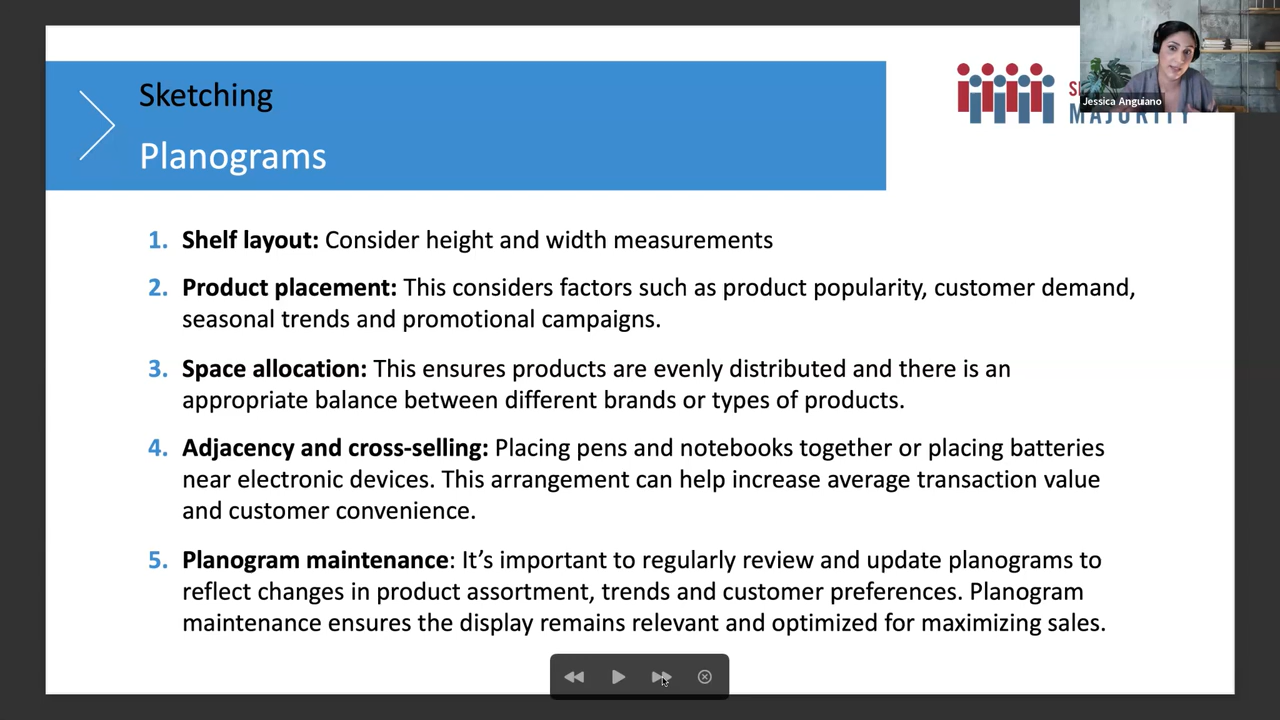 Sketching
Planograms
Jessica Anguiano
MAJORITY
1. Shelf layout: Consider height and width measurements
2. Product placement: This considers factors such as product popularity, customer demand,
seasonal trends and promotional campaigns.
3. Space allocation: This ensures products are evenly distributed and there is an
appropriate balance between different brands or types of products.
4. Adjacency and cross-selling: Placing pens and notebooks together or placing batteries
near electronic devices. This arrangement can help increase average transaction value
and customer convenience.
5. Planogram maintenance: It’s important to regularly review and update planograms to
reflect changes in product assortment, trends and customer preferences. Planogram
maintenance ensures the display remains relevant and optimized for maximizing sales.